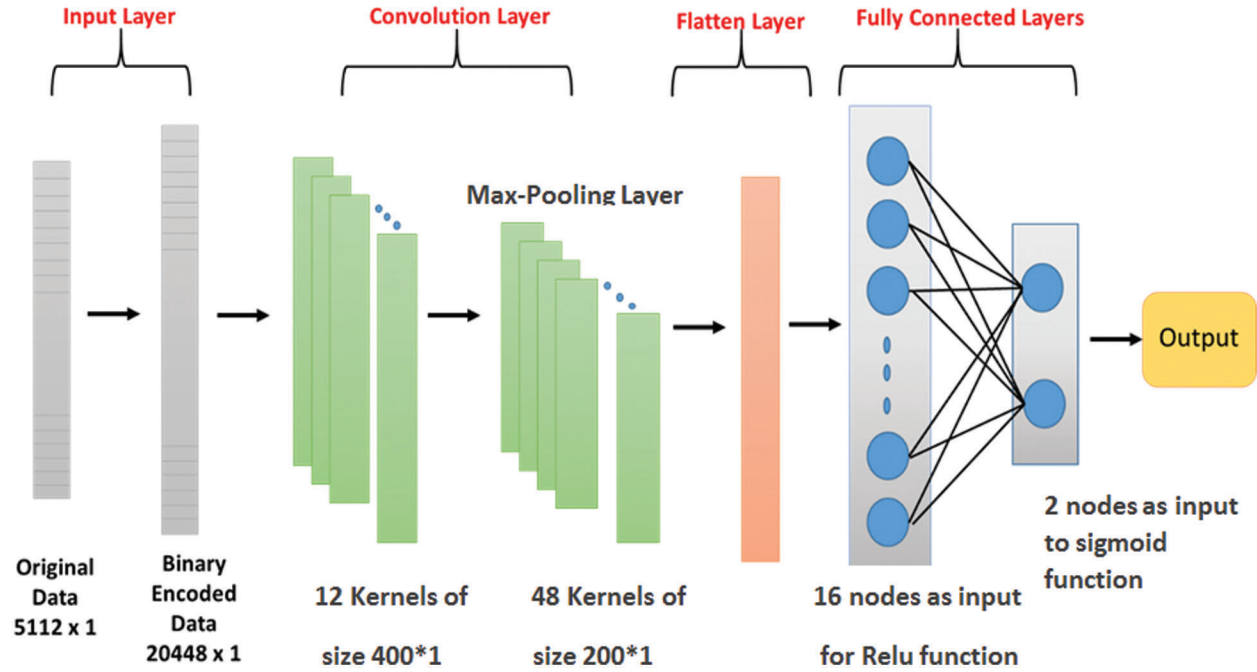 Input Layer
Convolution Layer
Flatten Layer
Fully Connected Layers
Max-Pooling Layer
Output
Original
Data
5112 x 1
Binary
Encoded
Data
20448 x 1
12 Kernels of
size 400*1
48 Kernels of
size 200*1
16 nodes as input
for Relu function
2 nodes as input
to sigmoid
function